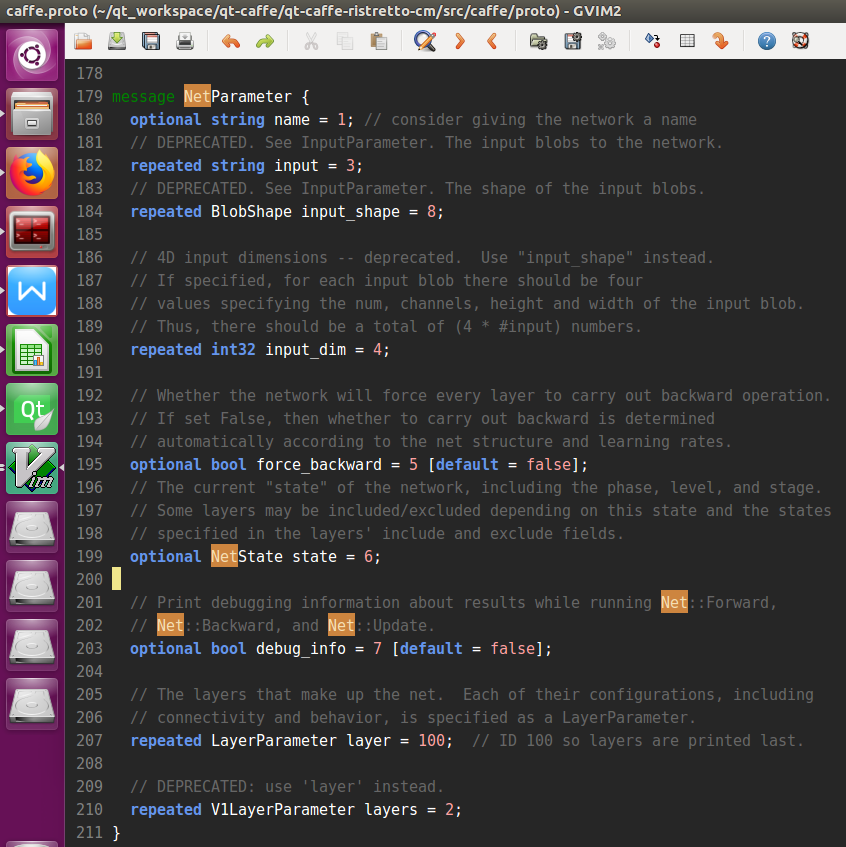 caffe.proto (~/qt_workspace/qt-caffe/qt-caffe-ristretto-cm/src/caffe/proto) - GVIM2
178
179 message NetParameter {
180   optional string name = 1; // consider giving the network a name
181   // DEPRECATED. See InputParameter. The input blobs to the network.
182   repeated string input = 3;
183   // DEPRECATED. See InputParameter. The shape of the input blobs.
184   repeated BlobShape input_shape = 8;
185
186   // 4D input dimensions -- deprecated.  Use "input_shape" instead.
187   // If specified, for each input blob there should be four
188   // values specifying the num, channels, height and width of the input blob.
189   // Thus, there should be a total of (4 * #input) numbers.
190   repeated int32 input_dim = 4;
191
192   // Whether the network will force every layer to carry out backward operation.
193   // If set False, then whether to carry out backward is determined
194   // automatically according to the net structure and learning rates.
195   optional bool force_backward = 5 [default = false];
196   // The current "state" of the network, including the phase, level, and stage.
197   // Some layers may be included/excluded depending on this state and the states
198   // specified in the layers' include and exclude fields.
199   optional NetState state = 6;
200
201   // Print debugging information about results while running Net::Forward,
202   // Net::Backward, and Net::Update.
203   optional bool debug_info = 7 [default = false];
204
205   // The layers that make up the net.  Each of their configurations, including
206   // connectivity and behavior, is specified as a LayerParameter.
207   repeated LayerParameter layer = 100;  // ID 100 so layers are printed last.
208
209   // DEPRECATED: use 'layer' instead.
210   repeated V1LayerParameter layers = 2;
211 }
Qt
Vim